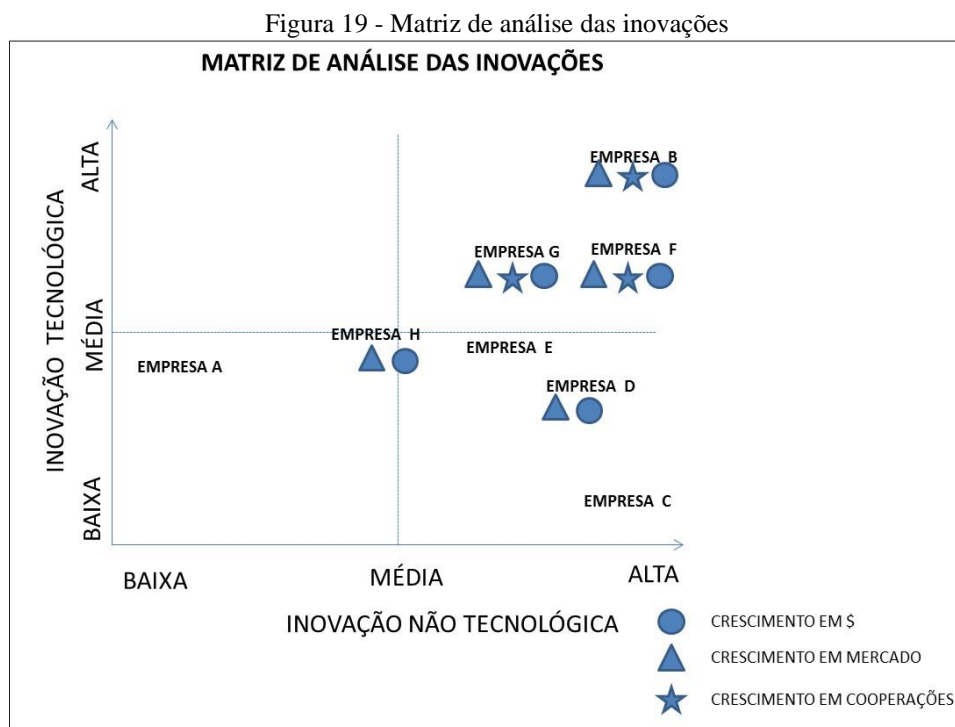 Figura 19 - Matriz de análise das inovações
MATRIZ DE ANÁLISE DAS INOVAÇÕES
INOVAÇÃO TECNOLÓGICA
ALTA
MÉDIA
BAIXA
EMPRESA B
EMPRESA G
EMPRESA F
EMPRESA H
EMPRESA E
EMPRESA A
EMPRESA D
EMPRESA C
BAIXA
MÉDIA
ALTA
INOVAÇÃO NÃO TECNOLÓGICA
CRESCIMENTO EM $
CRESCIMENTO EM MERCADO
CRESCIMENTO EM COOPERAÇÕES